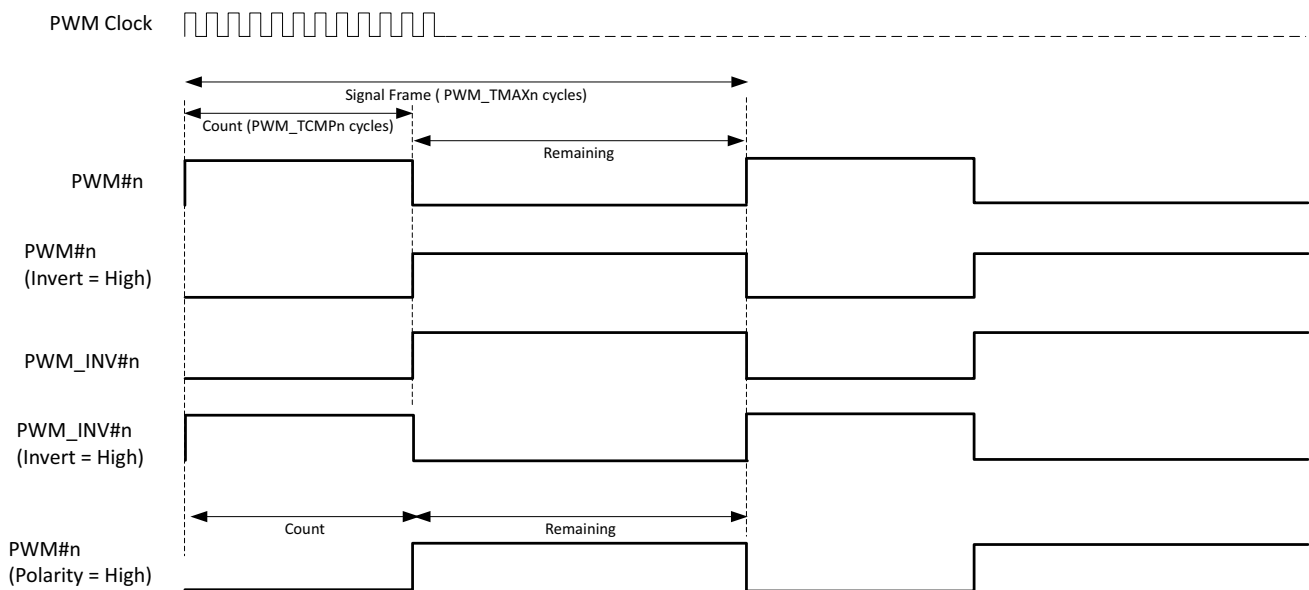 PWM Clock
Signal Frame ( PWM_TMAXn cycles)
Count (PWM_TCMPn cycles)
Remaining
PWM#n
PWM#n
(Invert = High)
PWM_INV#n
PWM_INV#n
(Invert = High)
Count
Remaining
PWM#n
(Polarity = High)